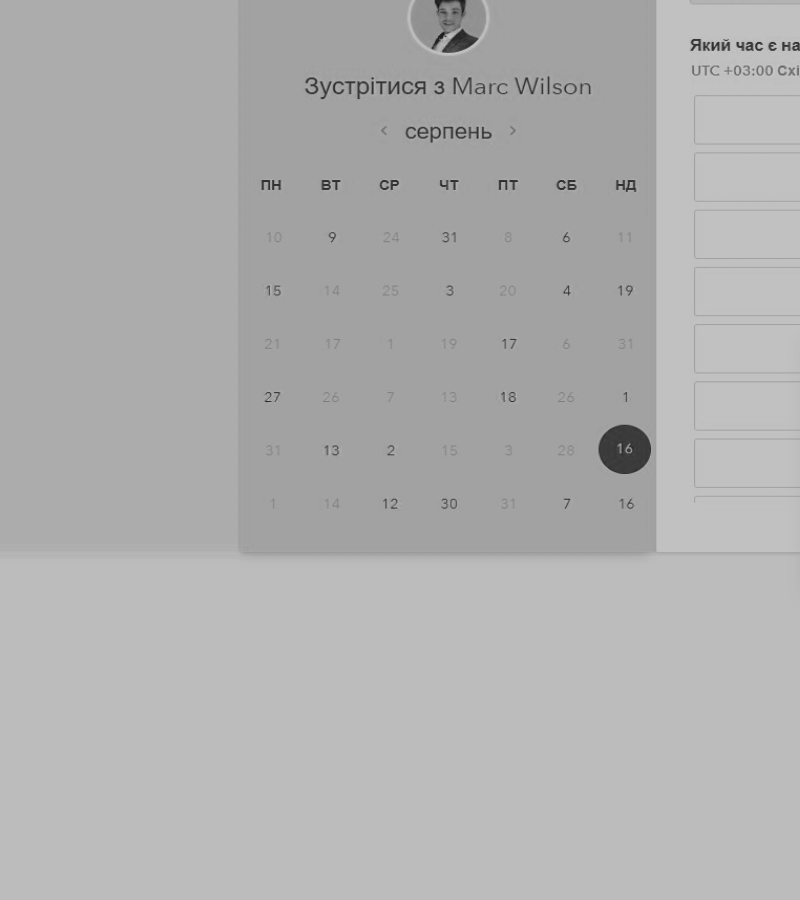 Зустрітися з Marc Wilson
серпень
ПН ВТ СР ЧТ ПТ СБ НД
10 9 24 31 8 6 11
15 14 25 3 20 4 19
21 17 1 19 17 6 31
27 26 7 13 18 26 1
31 13 2 15 3 28 16
1 14 12 30 31 7 16
Який час є на
UTC +03:00 Схі